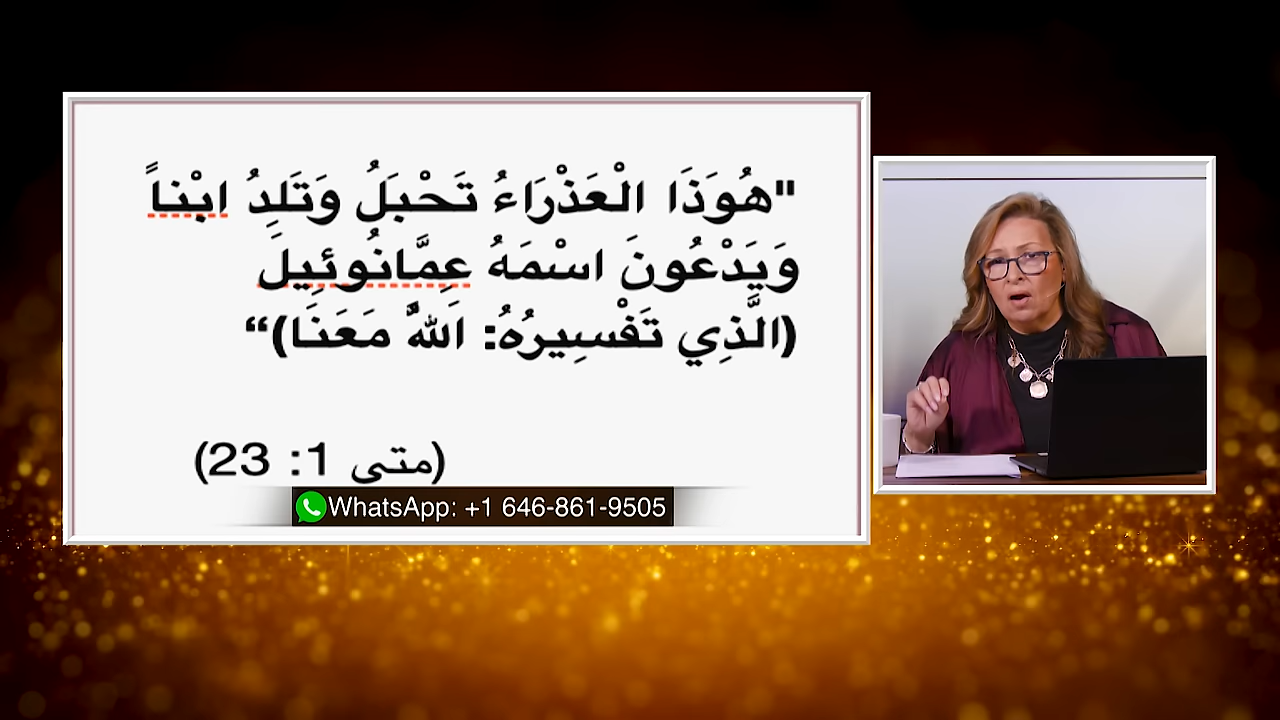 "هُوَذَا الْعَذْرَاءُ تَحْبَلُ وَتَلِدُ ابْناً
وَيَدْعُونَ اسْمَهُ عِمَّانُوئِيلَ
(الَّذِي تَفْسِيرُهُ: اَللهُ مَعَنَا)“
(متى 1: 23)
WhatsApp: +1 646-861-9505